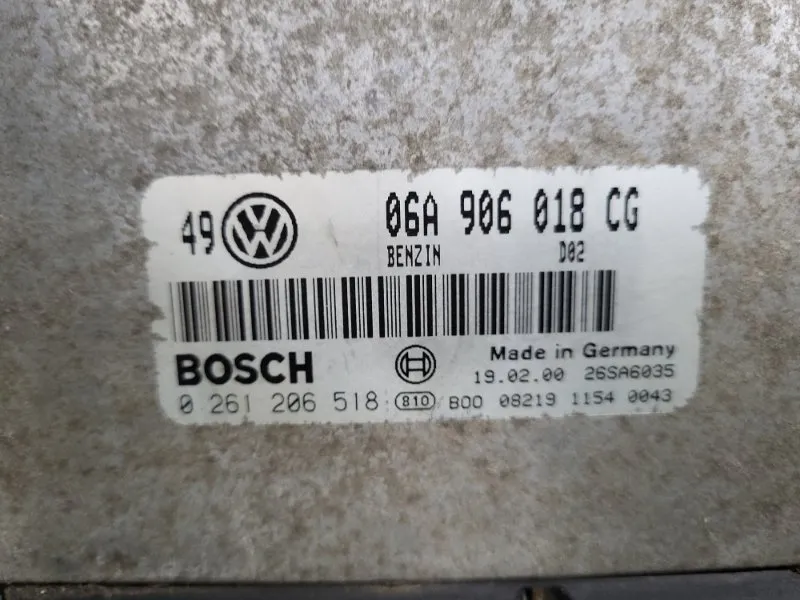 49 VW 06A 906 018 CG
BENZIN D02
BOSCH Made in Germany
19.02.00 26SA6035
0 261 206 518 810 B00 08219 1154 0043